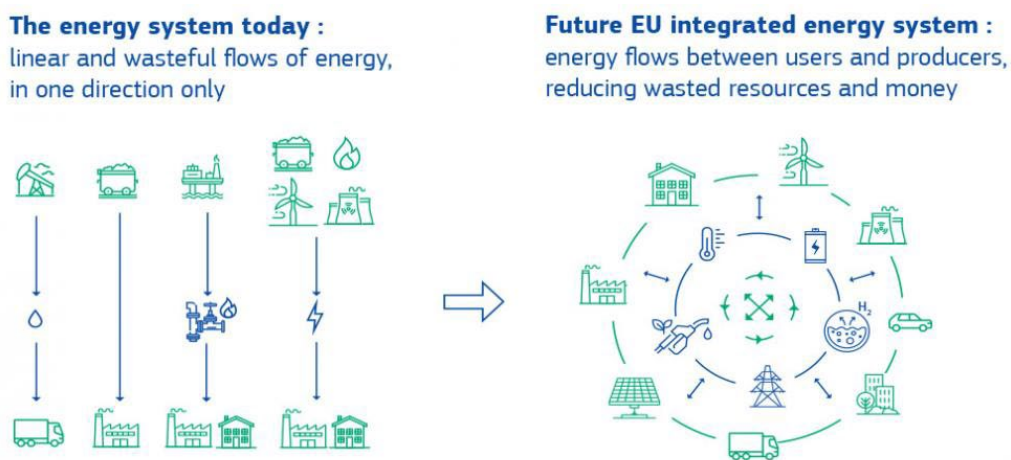 The energy system today :
linear and wasteful flows of energy,
in one direction only
Future EU integrated energy system :
energy flows between users and producers,
reducing wasted resources and money
H₂